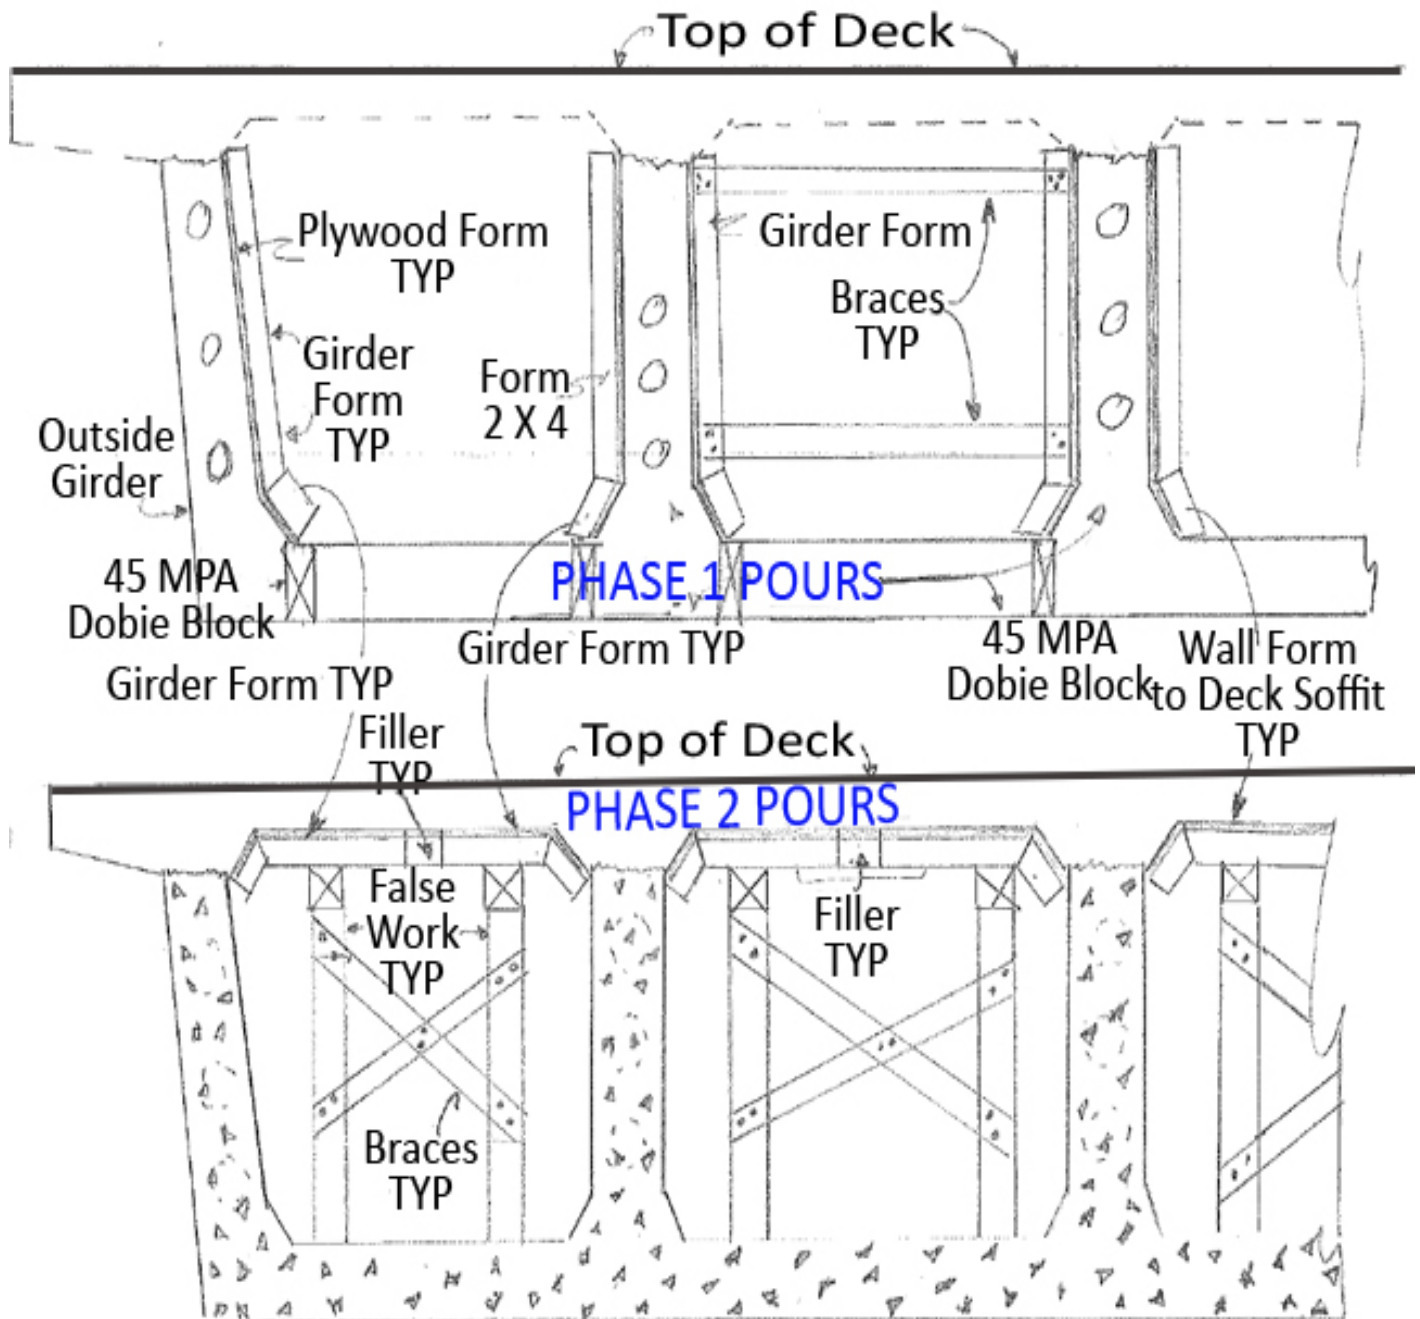 Top of Deck
Plywood Form
TYP
Girder Form
Braces
TYP
Girder
Form
TYP
Form
2 X 4
Outside
Girder
45 MPA
Dobie Block
PHASE 1 POURS
Girder Form TYP
45 MPA
Dobie Block
Wall Form
to Deck Soffit
TYP
Girder Form TYP
Filler
TYP
Top of Deck
PHASE 2 POURS
False
Work
TYP
Filler
TYP
Braces
TYP